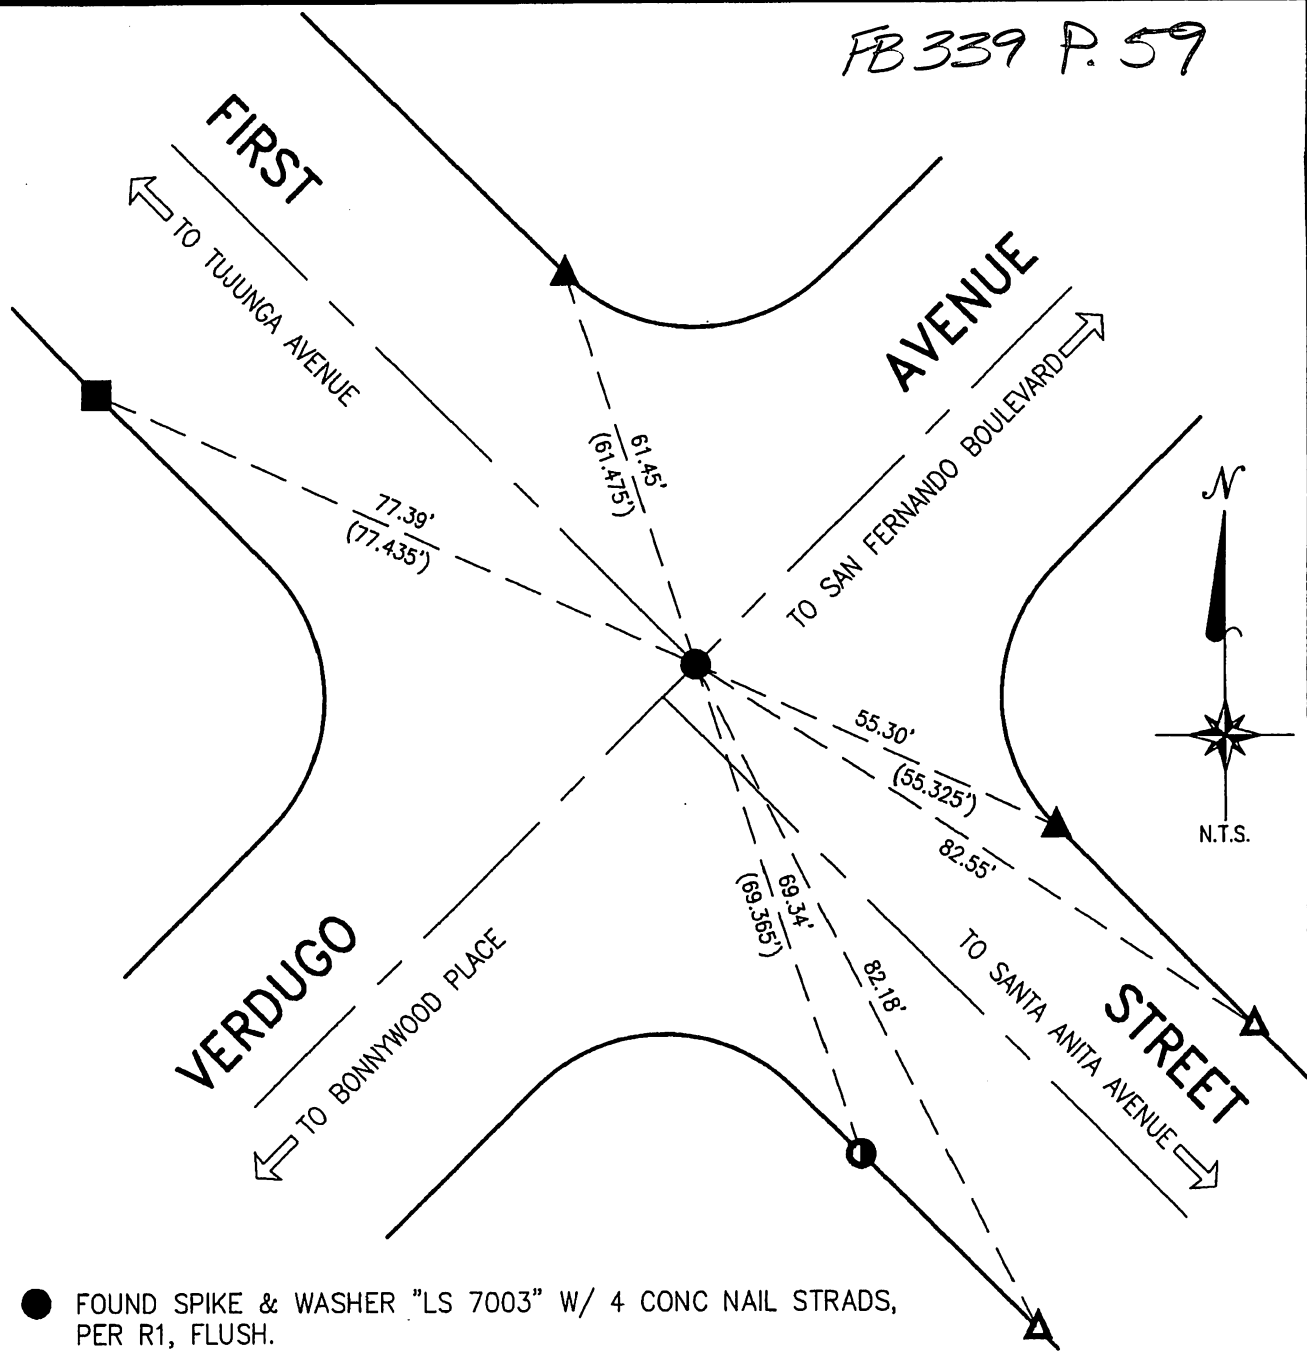 FB 339 P. 59
FIRST
TO TUJUNGA AVENUE
AVENUE
TO SAN FERNANDO BOULEVARD
N
61.45'
(61.475')
77.39'
(77.435')
55.30'
(55.325')
82.55'
N.T.S.
69.34'
(69.365')
82.18'
VERDUGO
TO BONNYWOOD PLACE
TO SANTA ANITA AVENUE
STREET
FOUND SPIKE & WASHER "LS 7003" W/ 4 CONC NAIL STRADS,
PER R1, FLUSH.